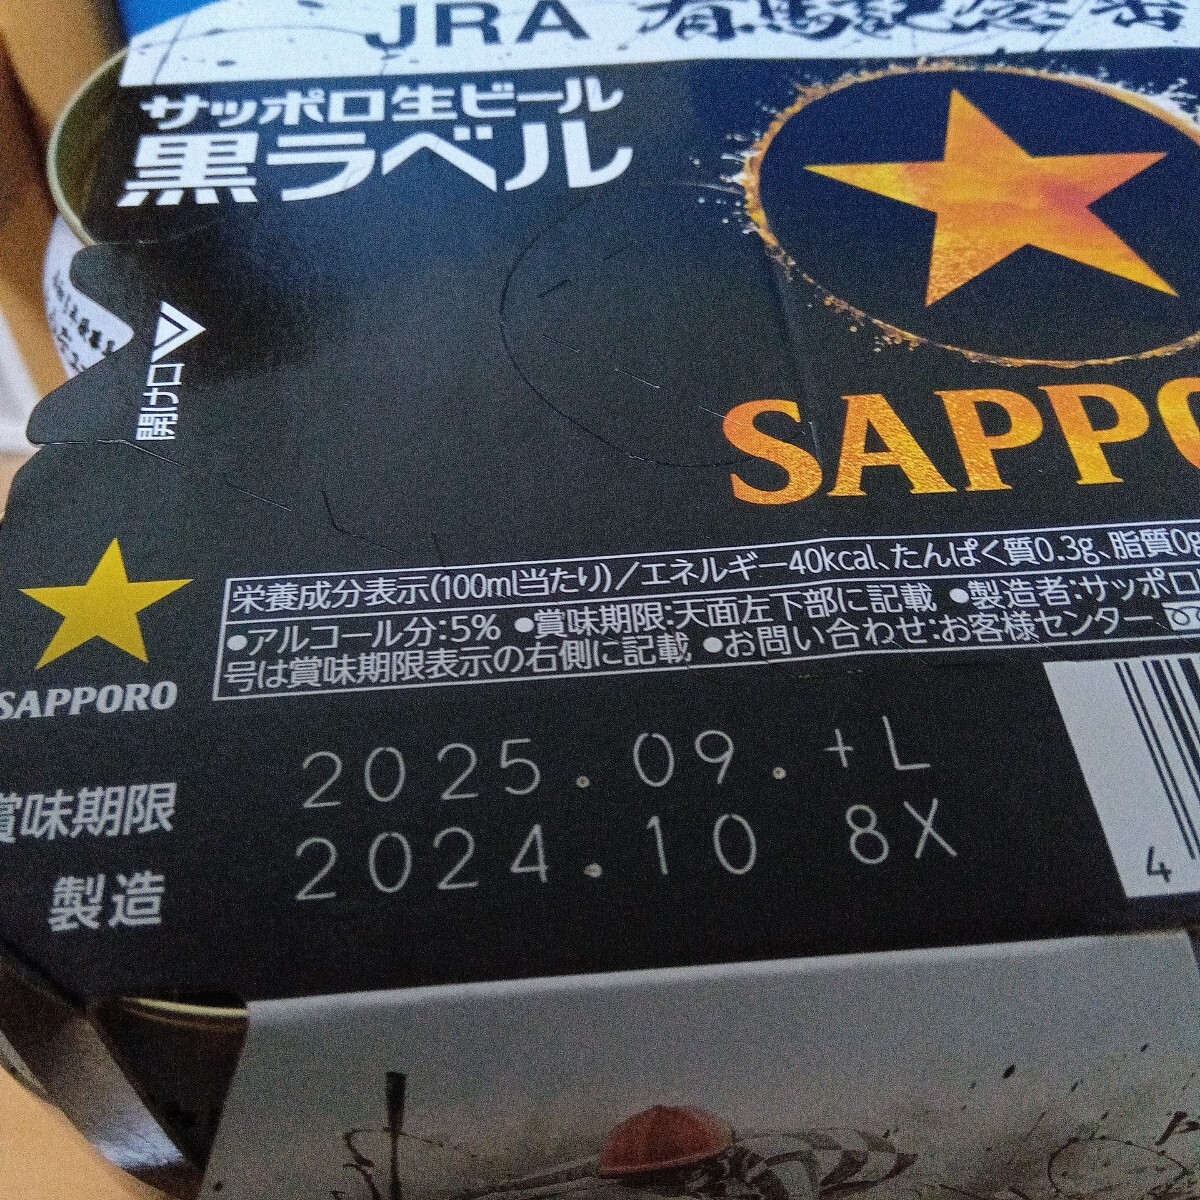 JRA 有馬記念
サッポロ生ビール
黒ラベル
開け口
SAPPO
SAPPORO
栄養成分表示(100ml当たり)／エネルギー40kcal、たんぱく質0.3g、脂質0g
●アルコール分:5% ●賞味期限:天面左下部に記載 ●製造者:サッポロ
号は賞味期限表示の右側に記載 ●お問い合わせ:お客様センター
賞味期限 2025.09.+L
製造 2024.10 8X
4